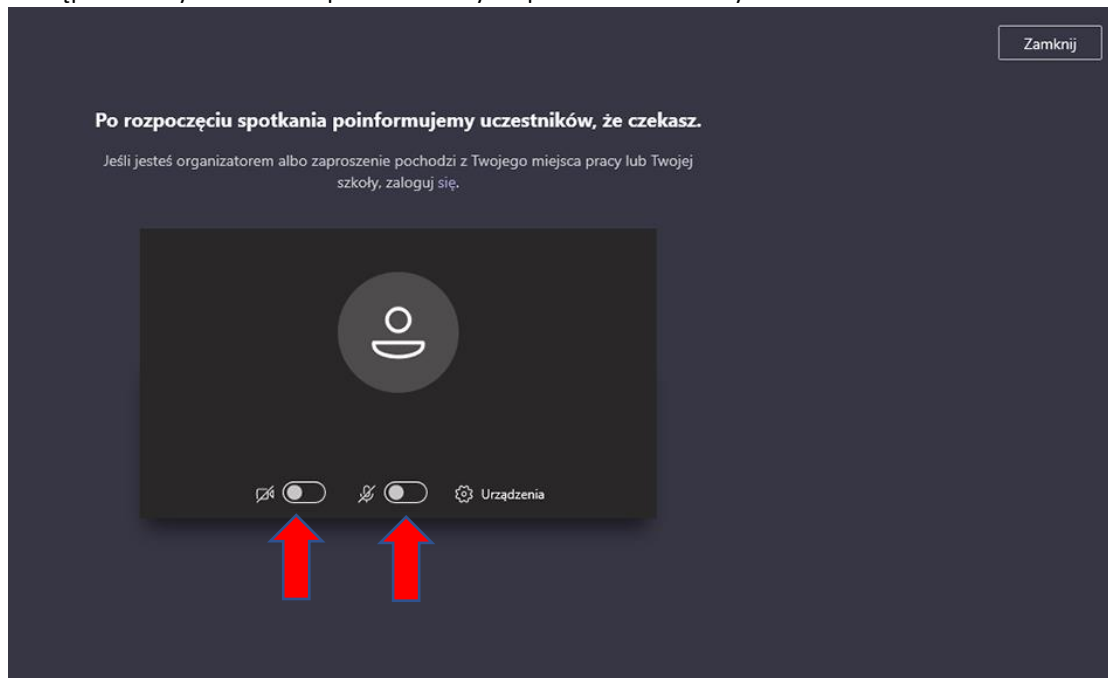 Zamknij
Po rozpoczęciu spotkania poinformujemy uczestników, że czekasz.
Jeśli jesteś organizatorem albo zaproszenie pochodzi z Twojego miejsca pracy lub Twojej
szkoły, zaloguj się.
Urządzenia